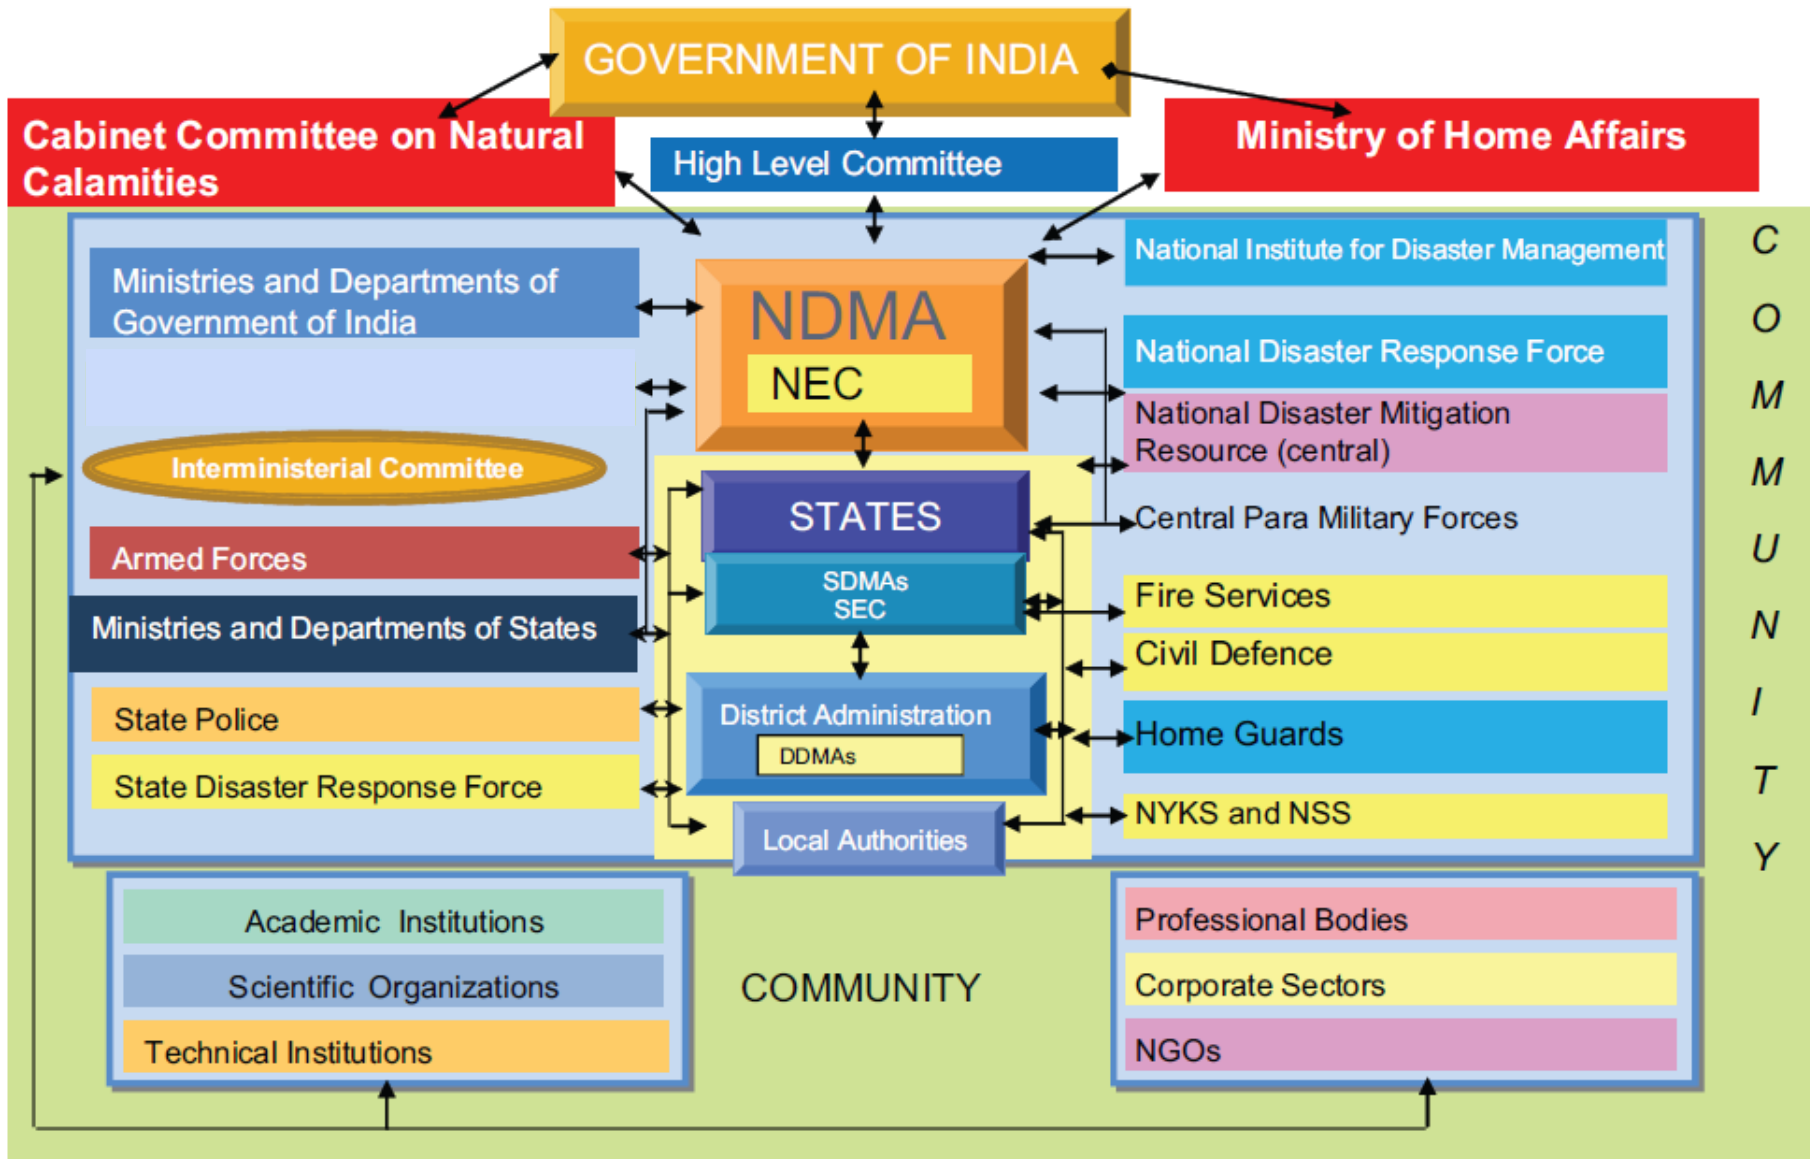 GOVERNMENT OF INDIA
Cabinet Committee on Natural
Calamities
High Level Committee
Ministry of Home Affairs
Ministries and Departments of
Government of India
Interministerial Committee
Armed Forces
Ministries and Departments of States
State Police
State Disaster Response Force
NDMA
NEC
STATES
SDMAs
SEC
District Administration
DDMAs
Local Authorities
National Institute for Disaster Management
National Disaster Response Force
National Disaster Mitigation
Resource (central)
Central Para Military Forces
Fire Services
Civil Defence
Home Guards
NYKS and NSS
COMMUNITY
Academic Institutions
Scientific Organizations
Technical Institutions
COMMUNITY
Professional Bodies
Corporate Sectors
NGOs